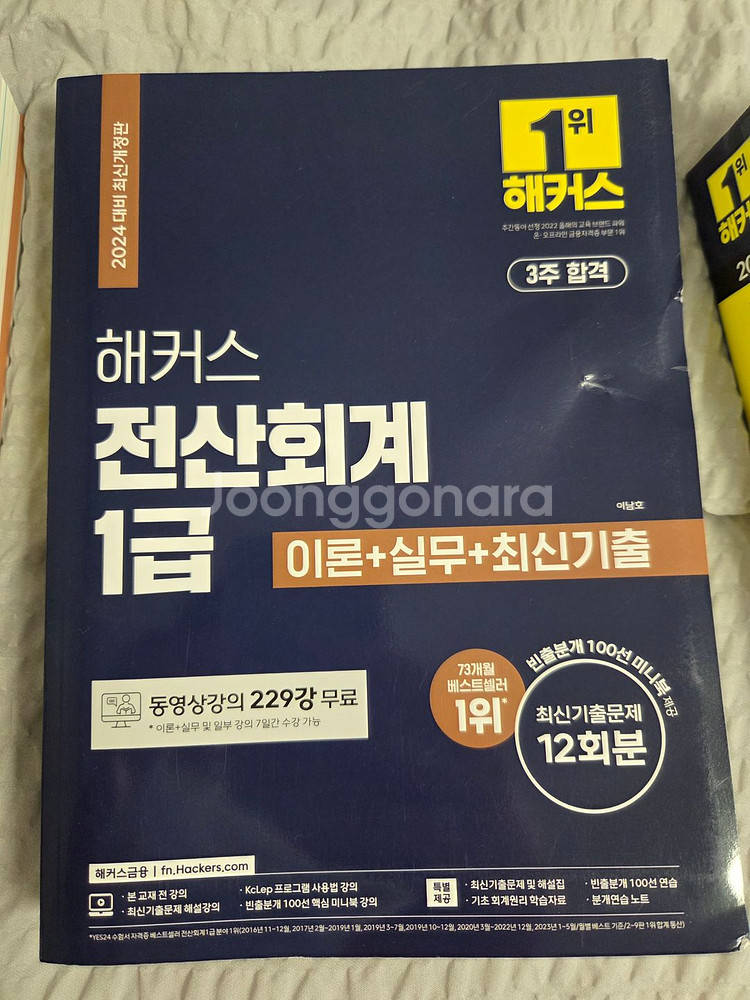 2024 대비 최신개정판
1위
해커스
주간동아 선정 2022 올해의 교육 브랜드 파워
온·오프라인 금융자격증 부문 1위
3주 합격
해커스
전산회계
1급
Joonggonara
이남호
이론+실무+최신기출
빈출분개 100선 미니북 제공
73개월
베스트셀러
1위*
최신기출문제
12회분
동영상강의 229강 무료
* 이론+실무 및 일부 강의 7일간 수강 가능
해커스금융 | fn.Hackers.com
· 본 교재 전 강의
· 최신기출문제 해설강의
· KcLep 프로그램 사용법 강의
· 빈출분개 100선 핵심 미니북 강의
특별
제공
· 최신기출문제 및 해설집
· 기초 회계원리 학습자료
· 빈출분개 100선 연습
· 분개연습 노트
*YES24 수험서 자격증 베스트셀러 전산회계 1급 분야 1위(2016년 11~12월, 2017년 2월~2019년 1월, 2019년 3~7월, 2019년 10~12월, 2020년 3월~2022년 12월, 2023년 1~5월/월별 베스트 기준/2~9판 1위 합계 등산)
1위
해커
20